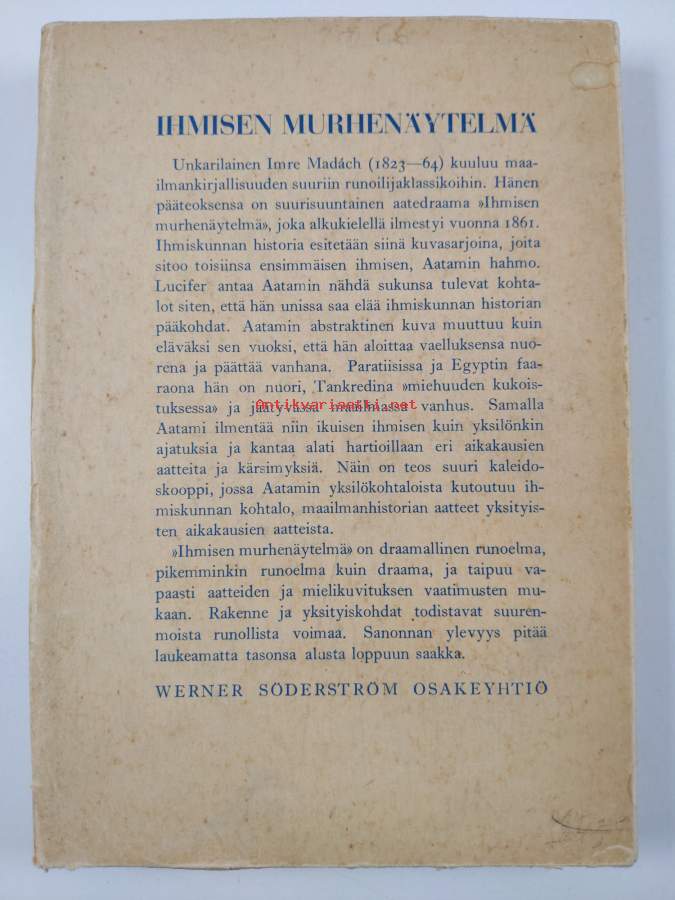 IHMISEN MURHENÄYTELMÄ
Unkarilainen Imre Madách (1823—64) kuuluu maa-
ilmankirjallisuuden suuriin runoilijaklassikoihin. Hänen
pääteoksensa on suurisuuntainen aatedraama »Ihmisen
murhenäytelmä», joka alkukielellä ilmestyi vuonna 1861.
Ihmiskunnan historia esitetään siinä kuvasarjoina, joita
sitoo toisiinsa ensimmäisen ihmisen, Aatamin hahmo.
Lucifer antaa Aatamin nähdä sukunsa tulevat kohta-
lot siten, että hän unissa saa elää ihmiskunnan historian
pääkohdat. Aatamin abstraktinen kuva muuttuu kuin
eläväksi sen vuoksi, että hän aloittaa vaelluksensa nuo-
rena ja päättää vanhana. Paratiisissa ja Egyptin faa-
raona hän on nuori, Tankredina »miehuuden kukois-
Antikvariaatti.net
tuksessa» ja jäätyvässä maailmassa vanhus. Samalla
Aatami ilmentää niin ikuisen ihmisen kuin yksilönkin
ajatuksia ja kantaa alati hartioillaan eri aikakausien
aatteita ja kärsimyksiä. Näin on teos suuri kaleido-
skooppi, jossa Aatamin yksilökohtaloista kutoutuu ih-
miskunnan kohtalo, maailmanhistorian aatteet yksityis-
ten aikakausien aatteista.
»Ihmisen murhenäytelmä» on draamallinen runoelma,
pikemminkin runoelma kuin draama, ja taipuu va-
paasti aatteiden ja mielikuvituksen vaatimusten mu-
kaan. Rakenne ja yksityiskohdat todistavat suuren-
moista runollista voimaa. Sanonnan ylevyys pitää
laukeamatta tasonsa alusta loppuun saakka.
WERNER SÖDERSTRÖM OSAKEYHTIÖ